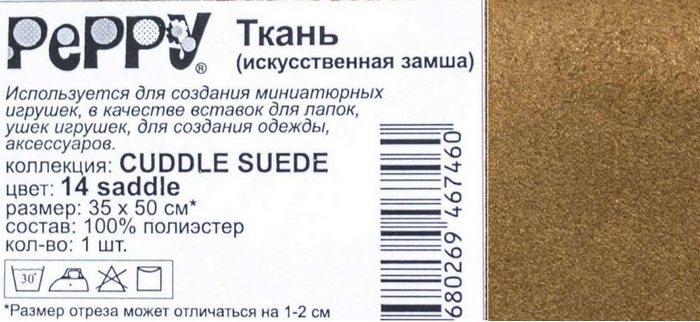 PePPy®
Ткань
(искусственная замша)
Используется для создания миниатюрных
игрушек, в качестве вставок для лапок,
ушек игрушек, для создания одежды,
аксессуаров.
коллекция: CUDDLE SUEDE
цвет: 14 saddle
размер: 35 x 50 см*
состав: 100% полиэстер
кол-во: 1 шт.
30°
*Размер отреза может отличаться на 1-2 см
680269 467460